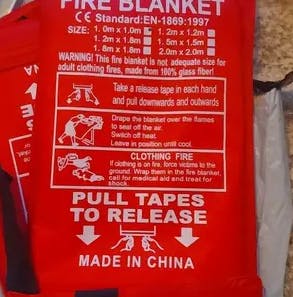 FIRE BLANKET
CE Standard:EN-1869:1997
SIZE: 1. 0m x 1.0m 1. 2m x 1.2m
1. 2m x 1.8m 1. 5m x 1.5m
1. 8m x 1.8m 2. 0m x 2.0m
WARNING! This fire blanket is not adequate size for
adult clothing fires, made from 100% glass fiber!
Take a release tape in each hand
and pull downwards and outwards
Drape the blanket over the flames
to seal off the air.
Switch off heat.
Leave in position until cool.
CLOTHING FIRE
If clothing is on fire, force victims to the
ground. Wrap them in the fire blanket,
call for medical aid and treat for
shock.
PULL TAPES
TO RELEASE
MADE IN CHINA